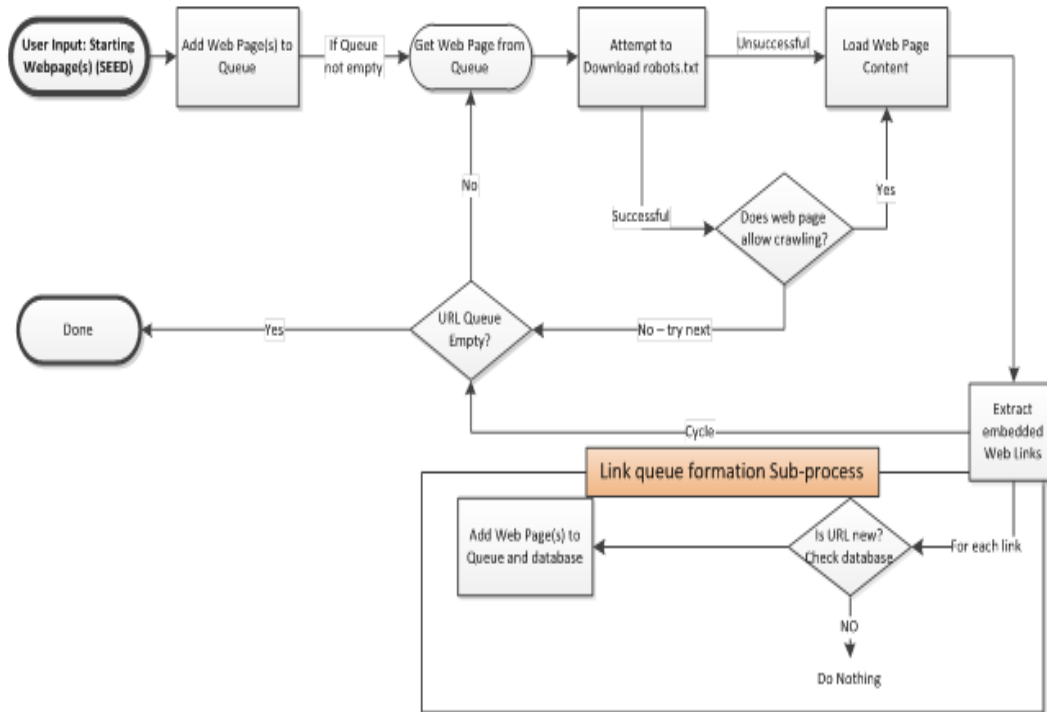 User Input: Starting
Webpage(s) (SEED)
Add Web Page(s) to
Queue
If Queue
not empty
Get Web Page from
Queue
Attempt to
Download robots.txt
Unsuccessful
Load Web Page
Content
No
Successful
Does web page
allow crawling?
Yes
Done
Yes
URL Queue
Empty?
No – try next
Cycle
Extract
embedded
Web Links
Link queue formation Sub-process
Add Web Page(s) to
Queue and database
Is URL new?
Check database
For each link
NO
Do Nothing